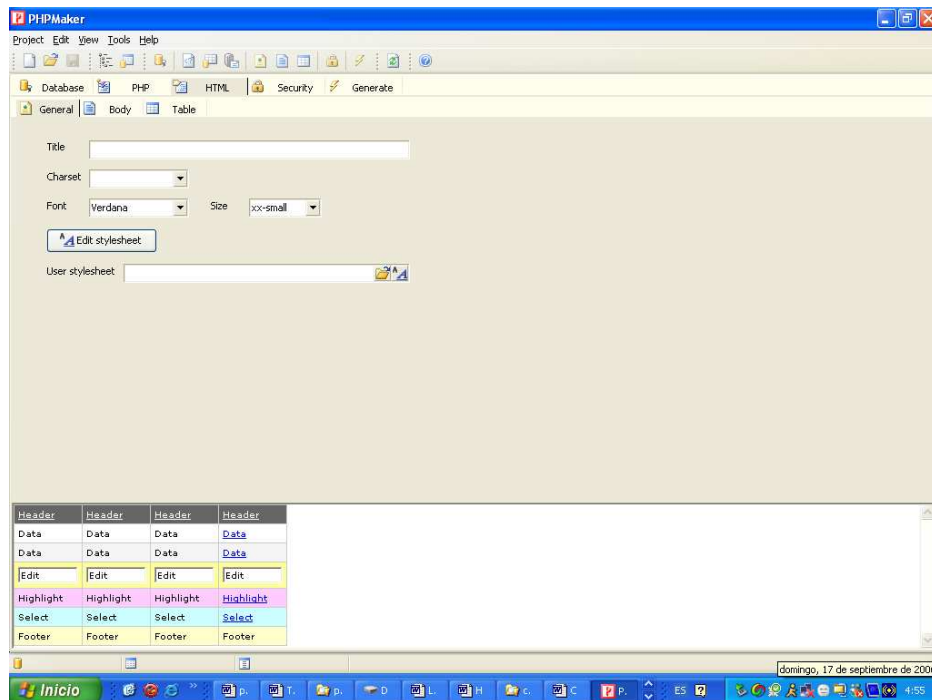 PHPMaker
Project Edit View Tools Help
Database PHP HTML Security Generate
General Body Table
Title
Charset
Font Verdana Size xx-small
Edit stylesheet
User stylesheet
Header Header Header Header
Data Data Data Data
Data Data Data Data
Edit Edit Edit Edit
Highlight Highlight Highlight Highlight
Select Select Select Select
Footer Footer Footer Footer
domingo, 17 de septiembre de 200
Inicio p. T. p. D L H c. C P. ES 4:55